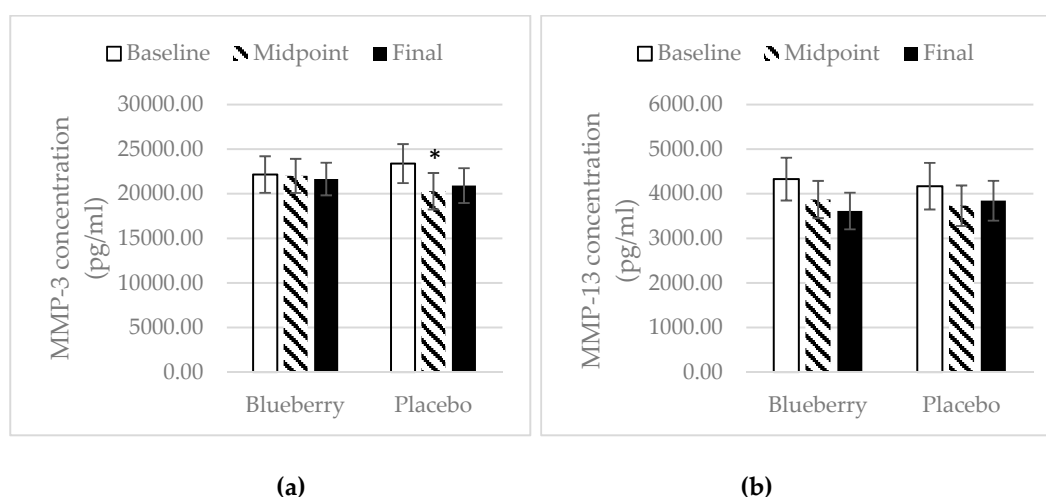 Baseline Midpoint Final
MMP-3 concentration
(pg/ml)
30000.00
25000.00
20000.00
15000.00
10000.00
5000.00
0.00
*
Blueberry Placebo
(a)
Baseline Midpoint Final
MMP-13 concentration
(pg/ml)
6000.00
5000.00
4000.00
3000.00
2000.00
1000.00
0.00
Blueberry Placebo
(b)